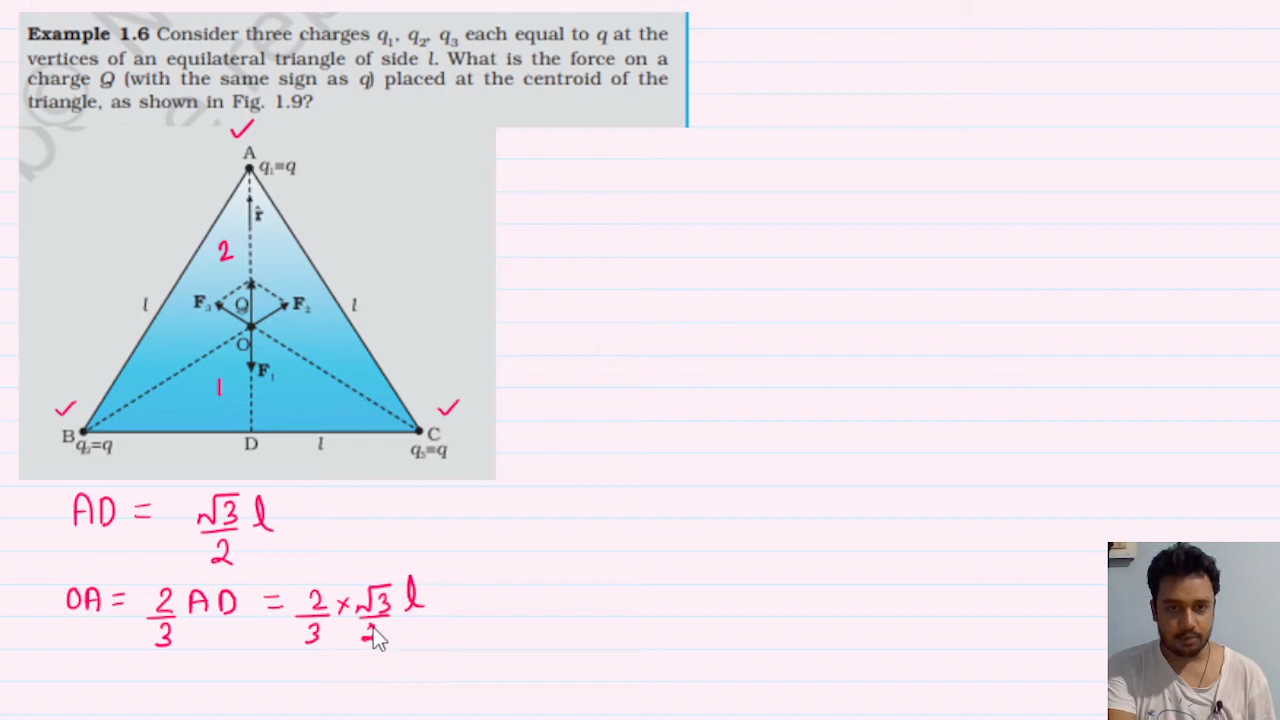 Example 1.6 Consider three charges q₁, q₂, q₃ each equal to q at the
vertices of an equilateral triangle of side l. What is the force on a
charge Q (with the same sign as q) placed at the centroid of the
triangle, as shown in Fig. 1.9?
A
q₁=q
r̂
2
l
F₃
Q
F₂
l
O
F₁
1
B
q₂=q
D
l
C
q₃=q
AD = √3/2 l
OA = 2/3 AD = 2/3 × √3/2 l